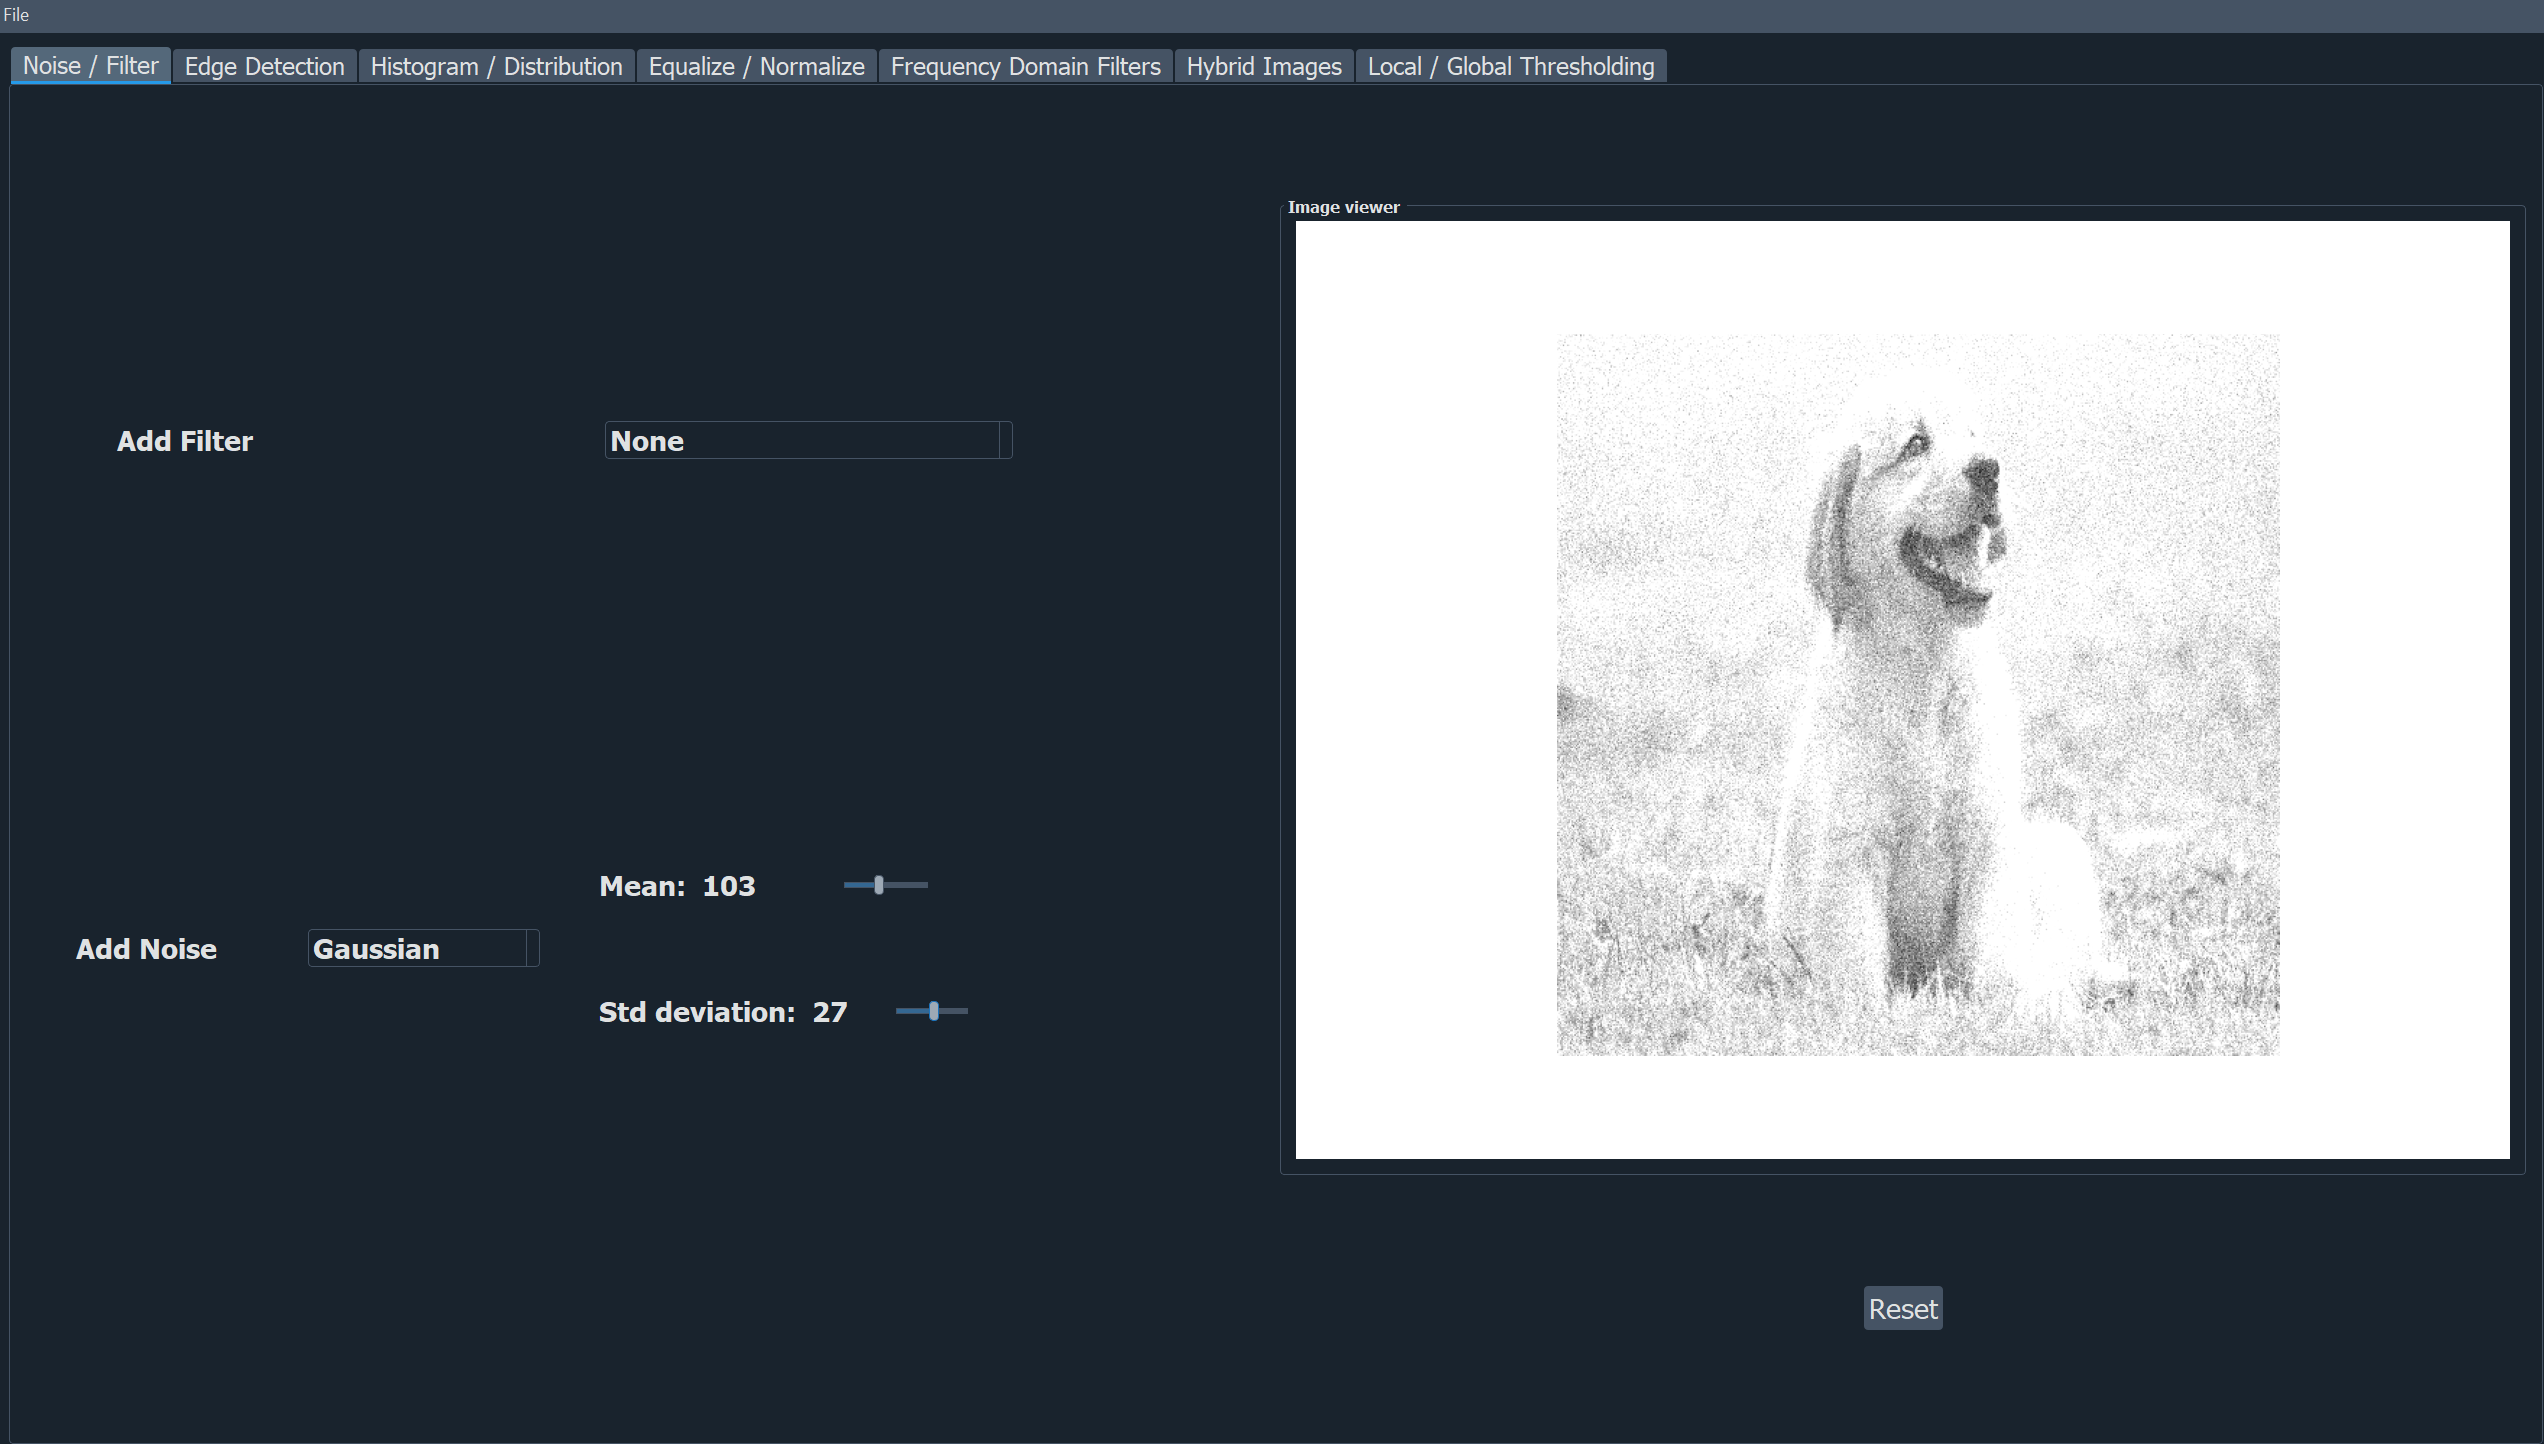 File
Noise / Filter
Edge Detection
Histogram / Distribution
Equalize / Normalize
Frequency Domain Filters
Hybrid Images
Local / Global Thresholding
Image viewer
Add Filter
None
Mean: 103
Add Noise
Gaussian
Std deviation: 27
Reset